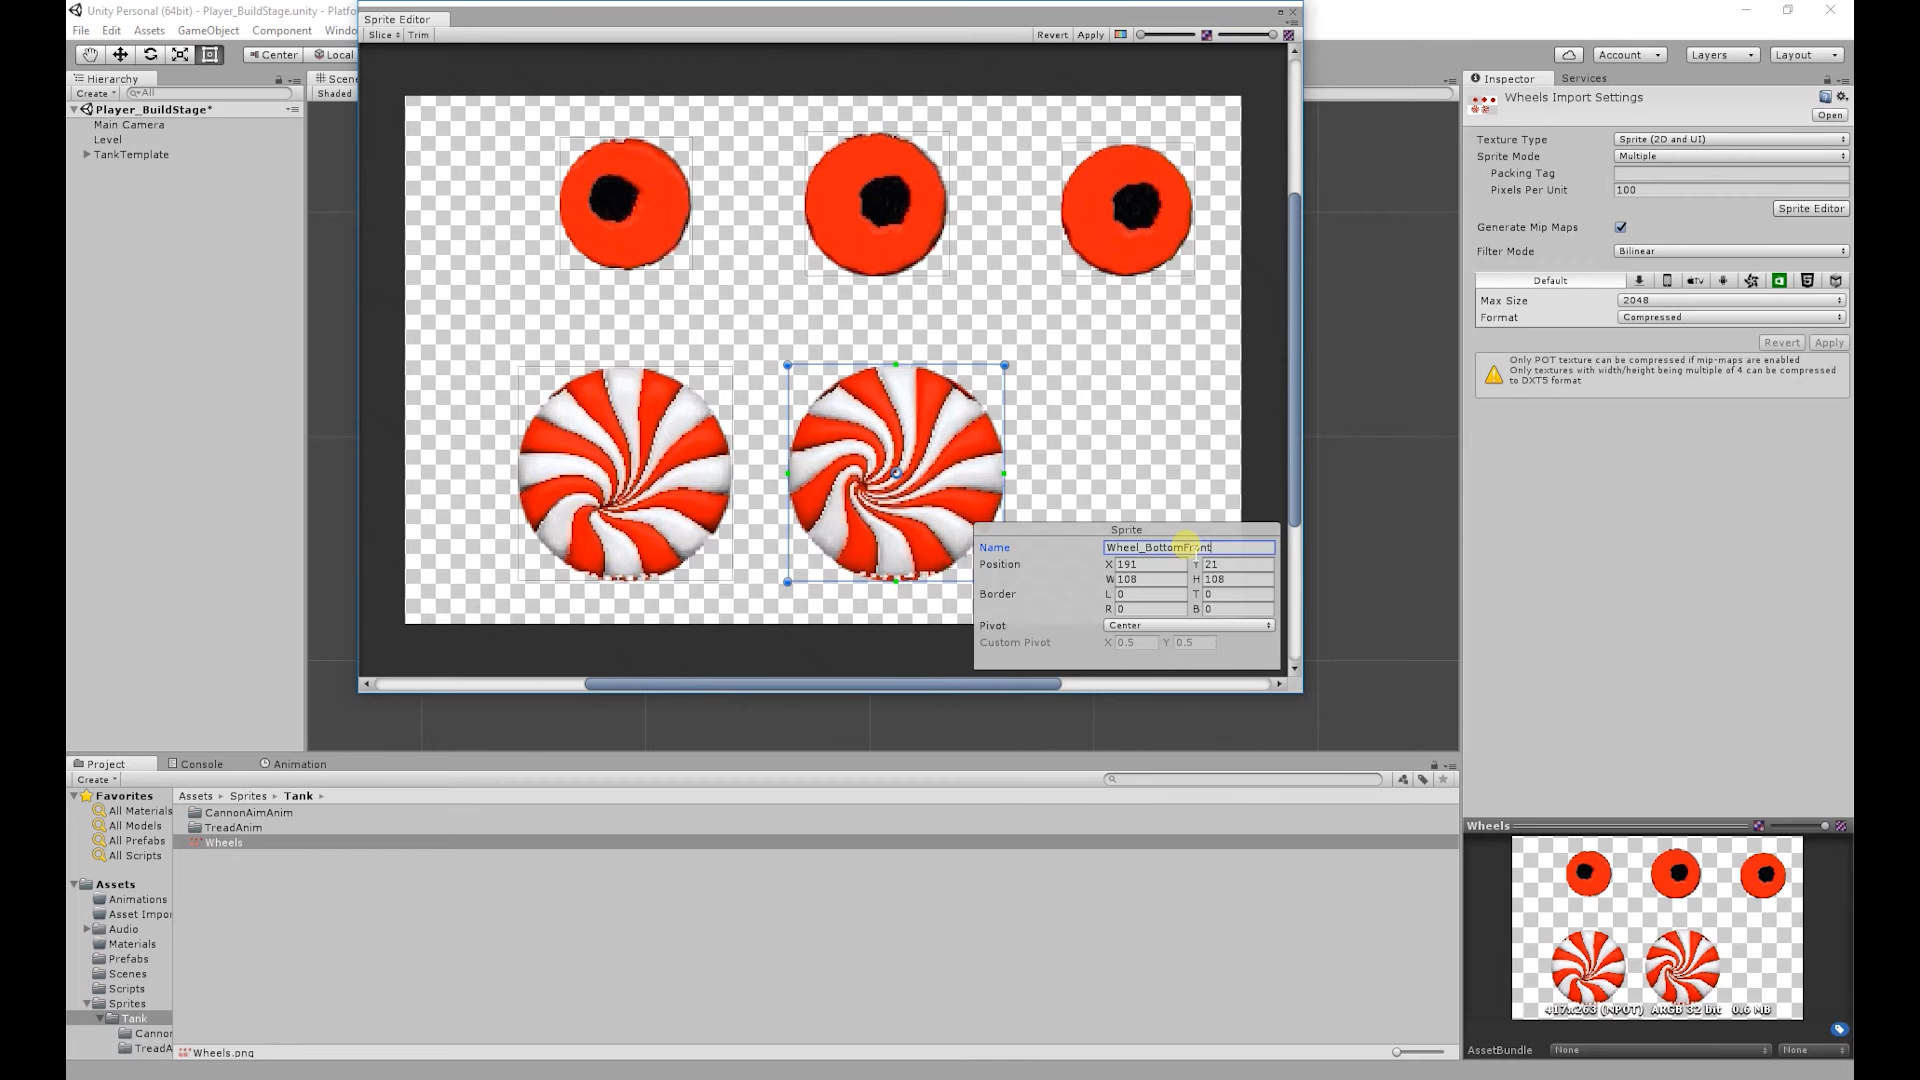 Unity Personal (64bit) - Player_BuildStage.unity - Platfo
File Edit Assets GameObject Component Windo
Center Local
Account Layers Layout
Sprite Editor
Slice Trim Revert Apply
Hierarchy
Create All
Player_BuildStage*
Main Camera
Level
TankTemplate
Scene
Shaded
Sprite
Name Wheel_BottomFront
Position X 191 Y 21
W 108 H 108
Border L 0 T 0
R 0 B 0
Pivot Center
Custom Pivot X 0.5 Y 0.5
Inspector Services
Wheels Import Settings
Open
Texture Type Sprite (2D and UI)
Sprite Mode Multiple
Packing Tag
Pixels Per Unit 100
Sprite Editor
Generate Mip Maps
Filter Mode Bilinear
Default
Max Size 2048
Format Compressed
Revert Apply
Only POT texture can be compressed if mip-maps are enabled
Only textures with width/height being multiple of 4 can be compressed
to DXT5 format
Project Console Animation
Create
Favorites
All Materials
All Models
All Prefabs
All Scripts
Assets
Animations
Asset Impor
Audio
Materials
Prefabs
Scenes
Scripts
Sprites
Tank
Cannor
TreadA
Assets Sprites Tank
CannonAimAnim
TreadAnim
Wheels
Wheels.png
Wheels
417x263 (NPOT) ARGB 32 bit 0.6 MB
AssetBundle None None